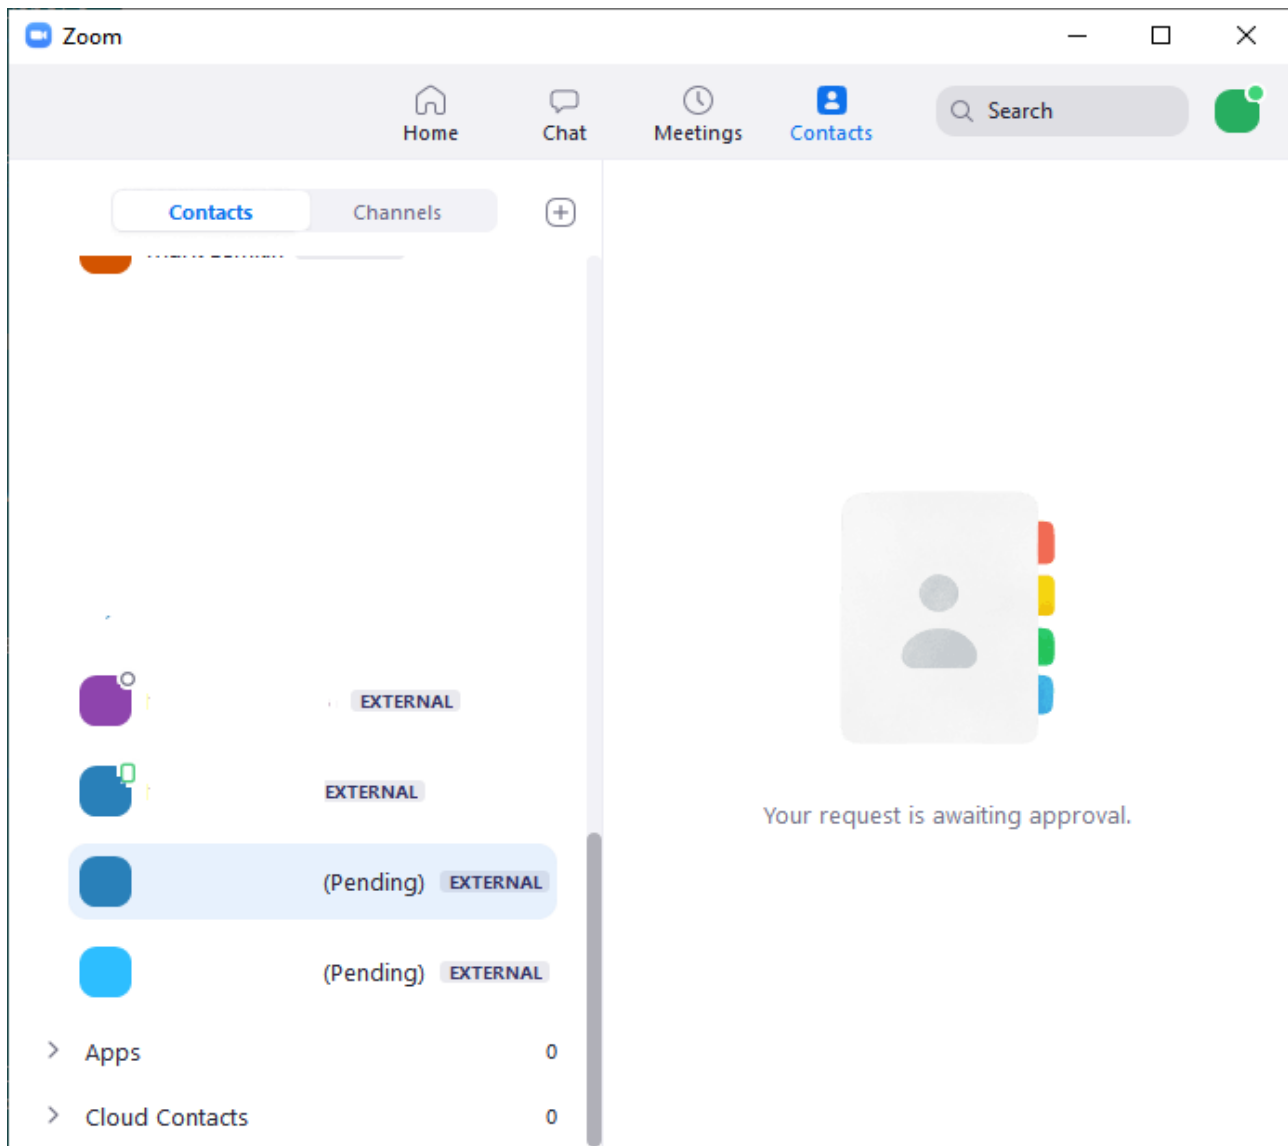 Zoom
Home Chat Meetings Contacts Search
Contacts Channels
EXTERNAL
EXTERNAL
(Pending) EXTERNAL
(Pending) EXTERNAL
Apps 0
Cloud Contacts 0
Your request is awaiting approval.